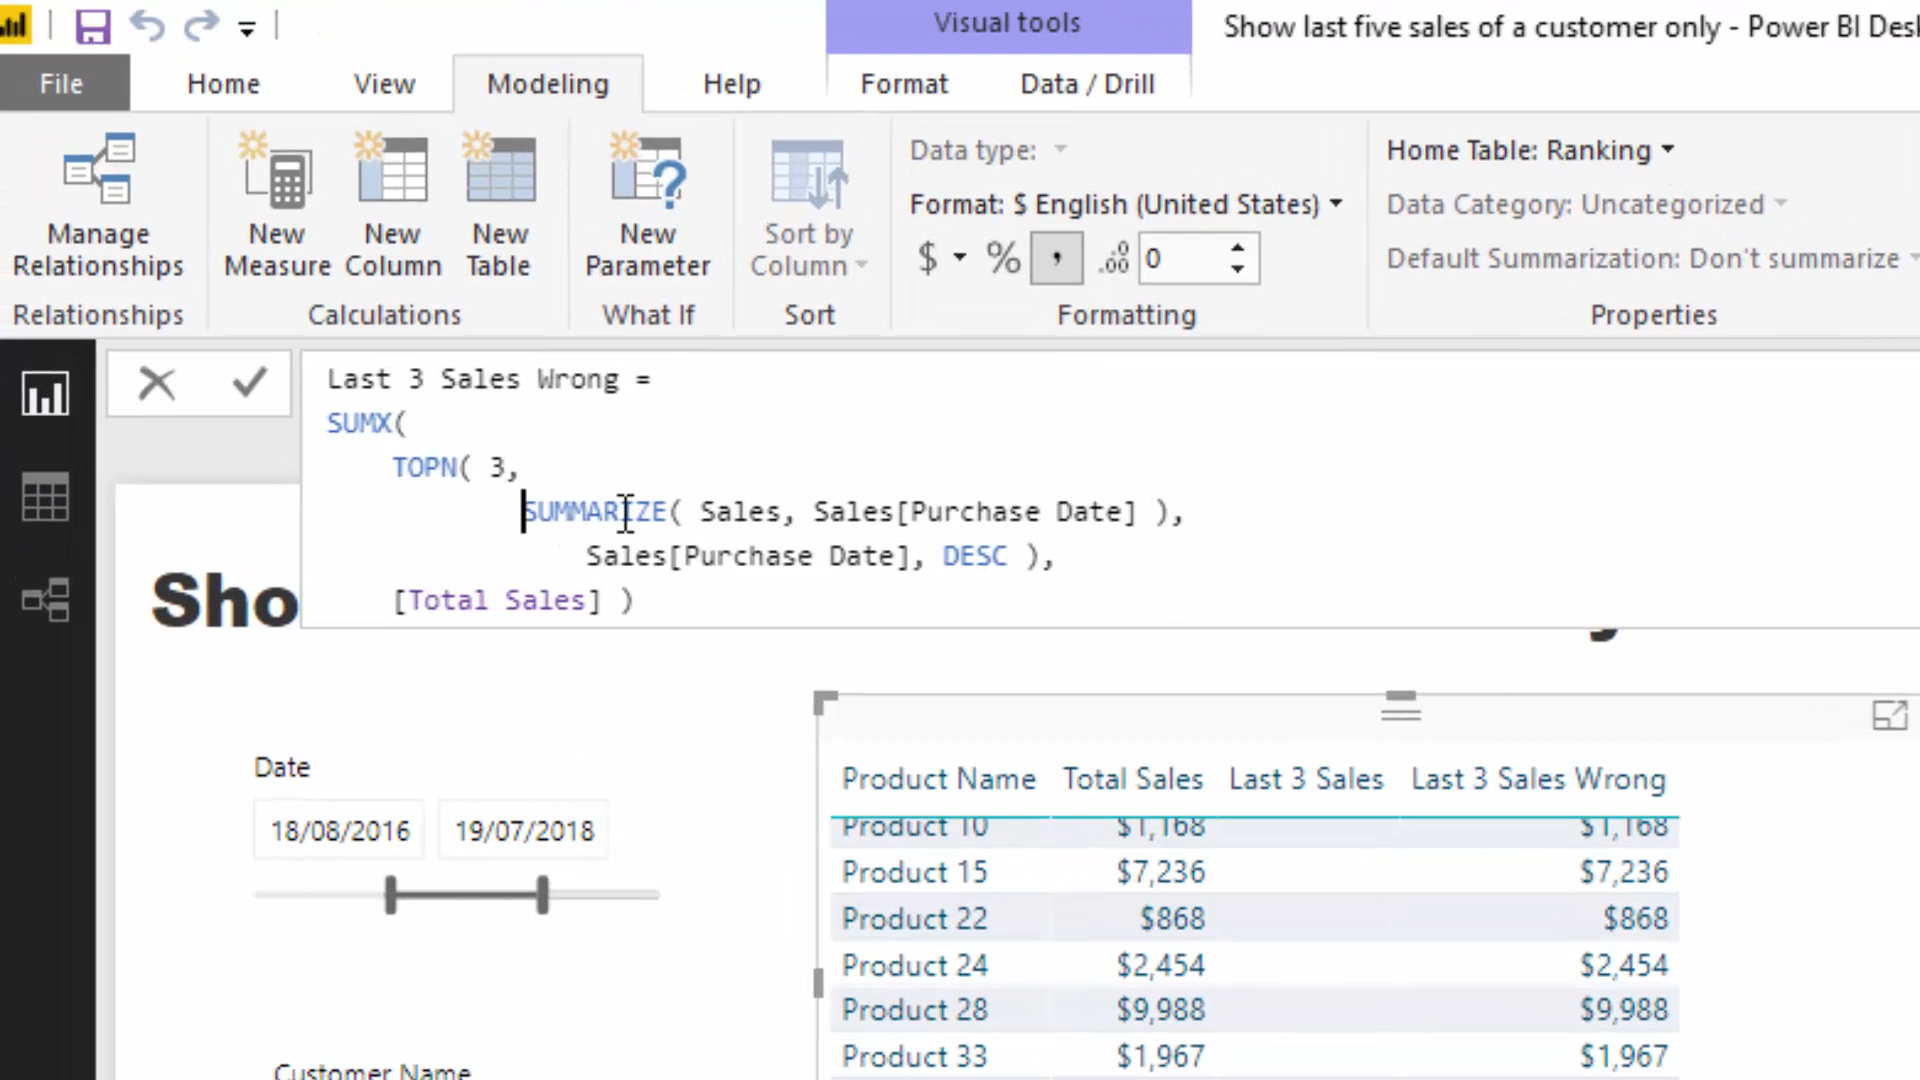 Visual tools
Show last five sales of a customer only - Power BI Desk
File Home View Modeling Help Format Data / Drill
Manage Relationships
New Measure
New Column
New Table
New Parameter
Sort by Column
Data type:
Format: $ English (United States)
$ % , .00 0
Home Table: Ranking
Data Category: Uncategorized
Default Summarization: Don't summarize
Relationships Calculations What If Sort Formatting Properties
Last 3 Sales Wrong =
SUMX(
TOPN( 3,
SUMMARIZE( Sales, Sales[Purchase Date] ),
Sales[Purchase Date], DESC ),
[Total Sales] )
Sho
Date
18/08/2016 19/07/2018
Customer Name
Product Name Total Sales Last 3 Sales Last 3 Sales Wrong
Product 10 $1,168 $1,168
Product 15 $7,236 $7,236
Product 22 $868 $868
Product 24 $2,454 $2,454
Product 28 $9,988 $9,988
Product 33 $1,967 $1,967